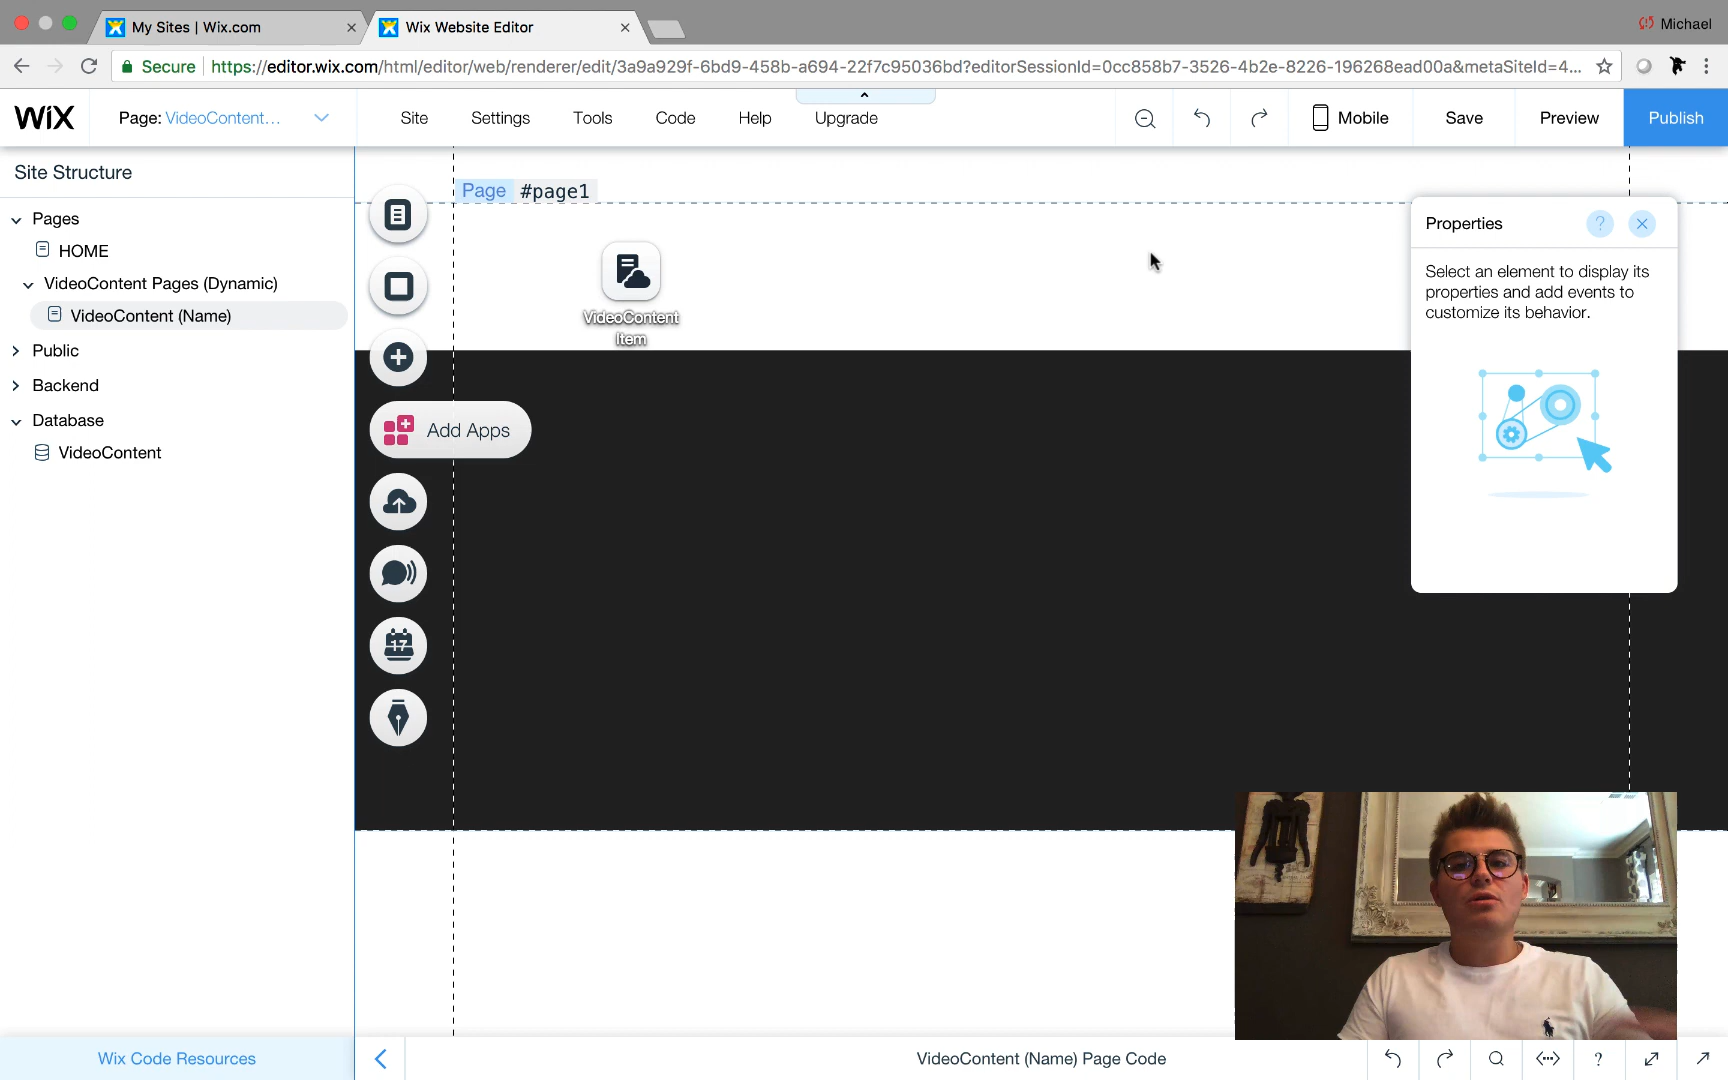 My Sites | Wix.com
Wix Website Editor
Michael
Secure
https://editor.wix.com/html/editor/web/renderer/edit/3a9a929f-6bd9-458b-a694-22f7c95036bd?editorSessionId=0cc858b7-3526-4b2e-8226-196268ead00a&metaSiteId=4...
WiX
Page: VideoContent...
Site
Settings
Tools
Code
Help
Upgrade
Mobile
Save
Preview
Publish
Site Structure
Pages
HOME
VideoContent Pages (Dynamic)
VideoContent (Name)
Public
Backend
Database
VideoContent
Page #page1
VideoContent
Item
Add Apps
17
Properties
?
Select an element to display its
properties and add events to
customize its behavior.
Wix Code Resources
VideoContent (Name) Page Code
?